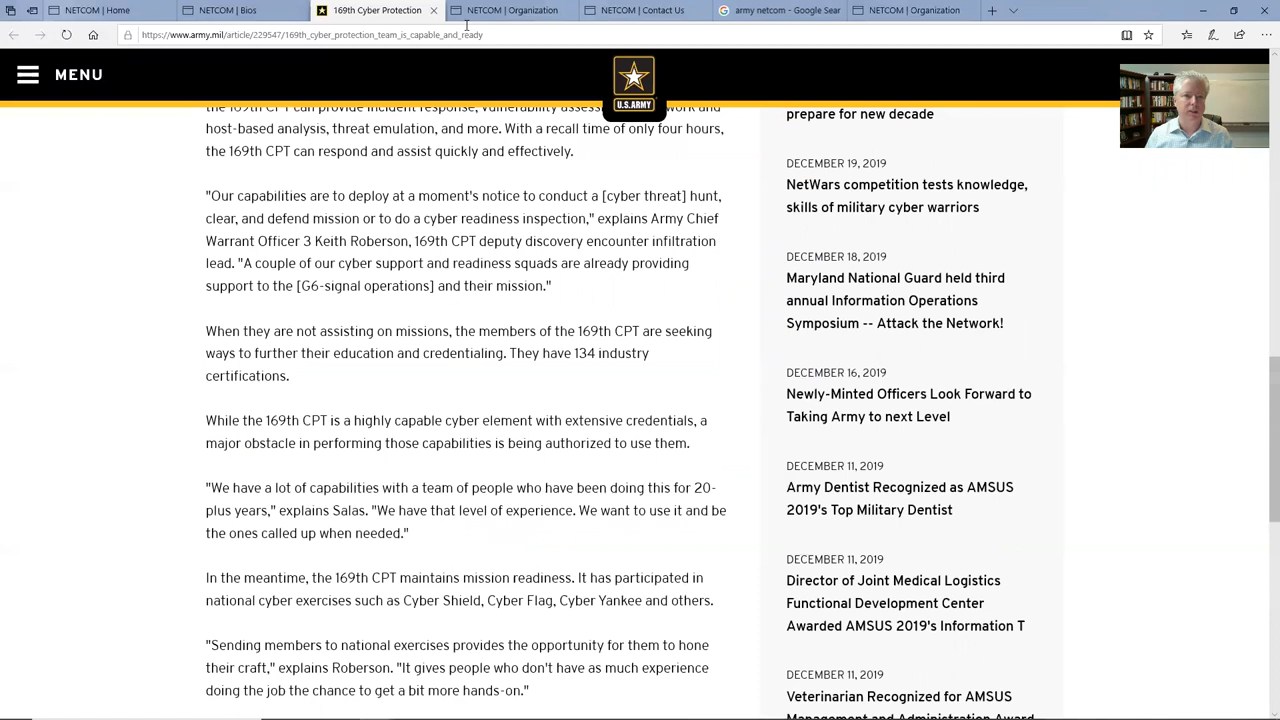 NETCOM | Home
NETCOM | Bios
169th Cyber Protection
NETCOM | Organization
NETCOM | Contact Us
army netcom - Google Sear
NETCOM | Organization
https://www.army.mil/article/229547/169th_cyber_protection_team_is_capable_and_ready
MENU
U.S.ARMY
the 169th CPT can provide incident response, vulnerability assess
work and
host-based analysis, threat emulation, and more. With a recall time of only four hours,
the 169th CPT can respond and assist quickly and effectively.
"Our capabilities are to deploy at a moment's notice to conduct a [cyber threat] hunt,
clear, and defend mission or to do a cyber readiness inspection," explains Army Chief
Warrant Officer 3 Keith Roberson, 169th CPT deputy discovery encounter infiltration
lead. "A couple of our cyber support and readiness squads are already providing
support to the [G6-signal operations] and their mission."
When they are not assisting on missions, the members of the 169th CPT are seeking
ways to further their education and credentialing. They have 134 industry
certifications.
While the 169th CPT is a highly capable cyber element with extensive credentials, a
major obstacle in performing those capabilities is being authorized to use them.
"We have a lot of capabilities with a team of people who have been doing this for 20-
plus years," explains Salas. "We have that level of experience. We want to use it and be
the ones called up when needed."
In the meantime, the 169th CPT maintains mission readiness. It has participated in
national cyber exercises such as Cyber Shield, Cyber Flag, Cyber Yankee and others.
"Sending members to national exercises provides the opportunity for them to hone
their craft," explains Roberson. "It gives people who don't have as much experience
doing the job the chance to get a bit more hands-on."
prepare for new decade
DECEMBER 19, 2019
NetWars competition tests knowledge,
skills of military cyber warriors
DECEMBER 18, 2019
Maryland National Guard held third
annual Information Operations
Symposium -- Attack the Network!
DECEMBER 16, 2019
Newly-Minted Officers Look Forward to
Taking Army to next Level
DECEMBER 11, 2019
Army Dentist Recognized as AMSUS
2019's Top Military Dentist
DECEMBER 11, 2019
Director of Joint Medical Logistics
Functional Development Center
Awarded AMSUS 2019's Information T
DECEMBER 11, 2019
Veterinarian Recognized for AMSUS
Management and Administration Award